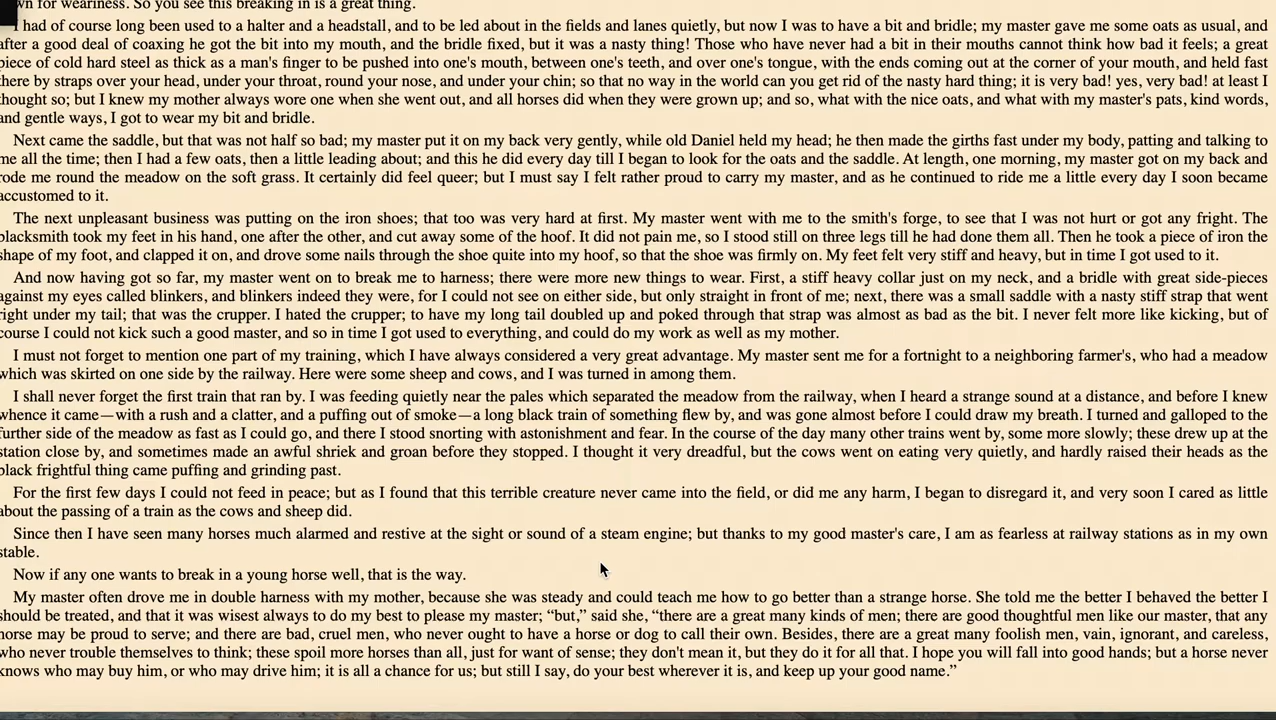 wn for weariness. So you see this breaking in is a great thing.
I had of course long been used to a halter and a headstall, and to be led about in the fields and lanes quietly, but now I was to have a bit and bridle; my master gave me some oats as usual, and
after a good deal of coaxing he got the bit into my mouth, and the bridle fixed, but it was a nasty thing! Those who have never had a bit in their mouths cannot think how bad it feels; a great
piece of cold hard steel as thick as a man's finger to be pushed into one's mouth, between one's teeth, and over one's tongue, with the ends coming out at the corner of your mouth, and held fast
there by straps over your head, under your throat, round your nose, and under your chin; so that no way in the world can you get rid of the nasty hard thing; it is very bad! yes, very bad! at least I
thought so; but I knew my mother always wore one when she went out, and all horses did when they were grown up; and so, what with the nice oats, and what with my master's pats, kind words,
and gentle ways, I got to wear my bit and bridle.
Next came the saddle, but that was not half so bad; my master put it on my back very gently, while old Daniel held my head; he then made the girths fast under my body, patting and talking to
me all the time; then I had a few oats, then a little leading about; and this he did every day till I began to look for the oats and the saddle. At length, one morning, my master got on my back and
rode me round the meadow on the soft grass. It certainly did feel queer; but I must say I felt rather proud to carry my master, and as he continued to ride me a little every day I soon became
accustomed to it.
The next unpleasant business was putting on the iron shoes; that too was very hard at first. My master went with me to the smith's forge, to see that I was not hurt or got any fright. The
blacksmith took my feet in his hand, one after the other, and cut away some of the hoof. It did not pain me, so I stood still on three legs till he had done them all. Then he took a piece of iron the
shape of my foot, and clapped it on, and drove some nails through the shoe quite into my hoof, so that the shoe was firmly on. My feet felt very stiff and heavy, but in time I got used to it.
And now having got so far, my master went on to break me to harness; there were more new things to wear. First, a stiff heavy collar just on my neck, and a bridle with great side-pieces
against my eyes called blinkers, and blinkers indeed they were, for I could not see on either side, but only straight in front of me; next, there was a small saddle with a nasty stiff strap that went
right under my tail; that was the crupper. I hated the crupper; to have my long tail doubled up and poked through that strap was almost as bad as the bit. I never felt more like kicking, but of
course I could not kick such a good master, and so in time I got used to everything, and could do my work as well as my mother.
I must not forget to mention one part of my training, which I have always considered a very great advantage. My master sent me for a fortnight to a neighboring farmer's, who had a meadow
which was skirted on one side by the railway. Here were some sheep and cows, and I was turned in among them.
I shall never forget the first train that ran by. I was feeding quietly near the pales which separated the meadow from the railway, when I heard a strange sound at a distance, and before I knew
whence it came—with a rush and a clatter, and a puffing out of smoke—a long black train of something flew by, and was gone almost before I could draw my breath. I turned and galloped to the
further side of the meadow as fast as I could go, and there I stood snorting with astonishment and fear. In the course of the day many other trains went by, some more slowly; these drew up at the
station close by, and sometimes made an awful shriek and groan before they stopped. I thought it very dreadful, but the cows went on eating very quietly, and hardly raised their heads as the
black frightful thing came puffing and grinding past.
For the first few days I could not feed in peace; but as I found that this terrible creature never came into the field, or did me any harm, I began to disregard it, and very soon I cared as little
about the passing of a train as the cows and sheep did.
Since then I have seen many horses much alarmed and restive at the sight or sound of a steam engine; but thanks to my good master's care, I am as fearless at railway stations as in my own
stable.
Now if any one wants to break in a young horse well, that is the way.
My master often drove me in double harness with my mother, because she was steady and could teach me how to go better than a strange horse. She told me the better I behaved the better I
should be treated, and that it was wisest always to do my best to please my master; “but,” said she, “there are a great many kinds of men; there are good thoughtful men like our master, that any
horse may be proud to serve; and there are bad, cruel men, who never ought to have a horse or dog to call their own. Besides, there are a great many foolish men, vain, ignorant, and careless,
who never trouble themselves to think; these spoil more horses than all, just for want of sense; they don't mean it, but they do it for all that. I hope you will fall into good hands; but a horse never
knows who may buy him, or who may drive him; it is all a chance for us; but still I say, do your best wherever it is, and keep up your good name.”